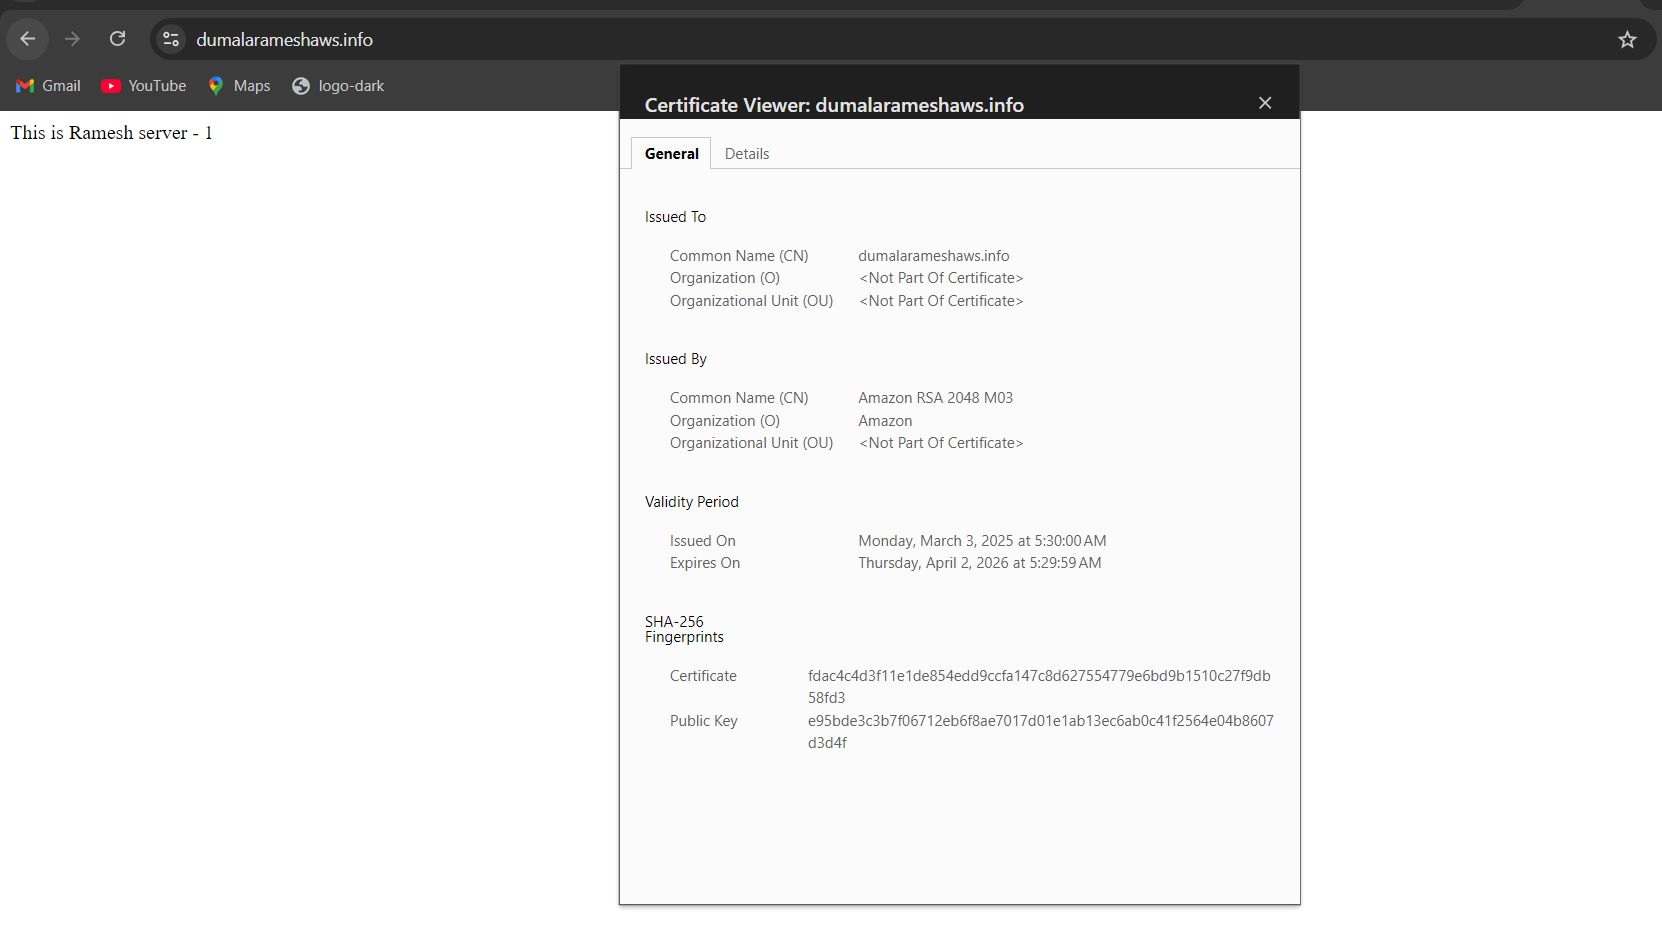 dumalarameshaws.info
Gmail YouTube Maps logo-dark
This is Ramesh server - 1
Certificate Viewer: dumalarameshaws.info
General Details
Issued To
Common Name (CN) dumalarameshaws.info
Organization (O) <Not Part Of Certificate>
Organizational Unit (OU) <Not Part Of Certificate>
Issued By
Common Name (CN) Amazon RSA 2048 M03
Organization (O) Amazon
Organizational Unit (OU) <Not Part Of Certificate>
Validity Period
Issued On Monday, March 3, 2025 at 5:30:00 AM
Expires On Thursday, April 2, 2026 at 5:29:59 AM
SHA-256
Fingerprints
Certificate fdac4c4d3f11e1de854edd9ccfa147c8d627554779e6bd9b1510c27f9db
58fd3
Public Key e95bde3c3b7f06712eb6f8ae7017d01e1ab13ec6ab0c41f2564e04b8607
d3d4f